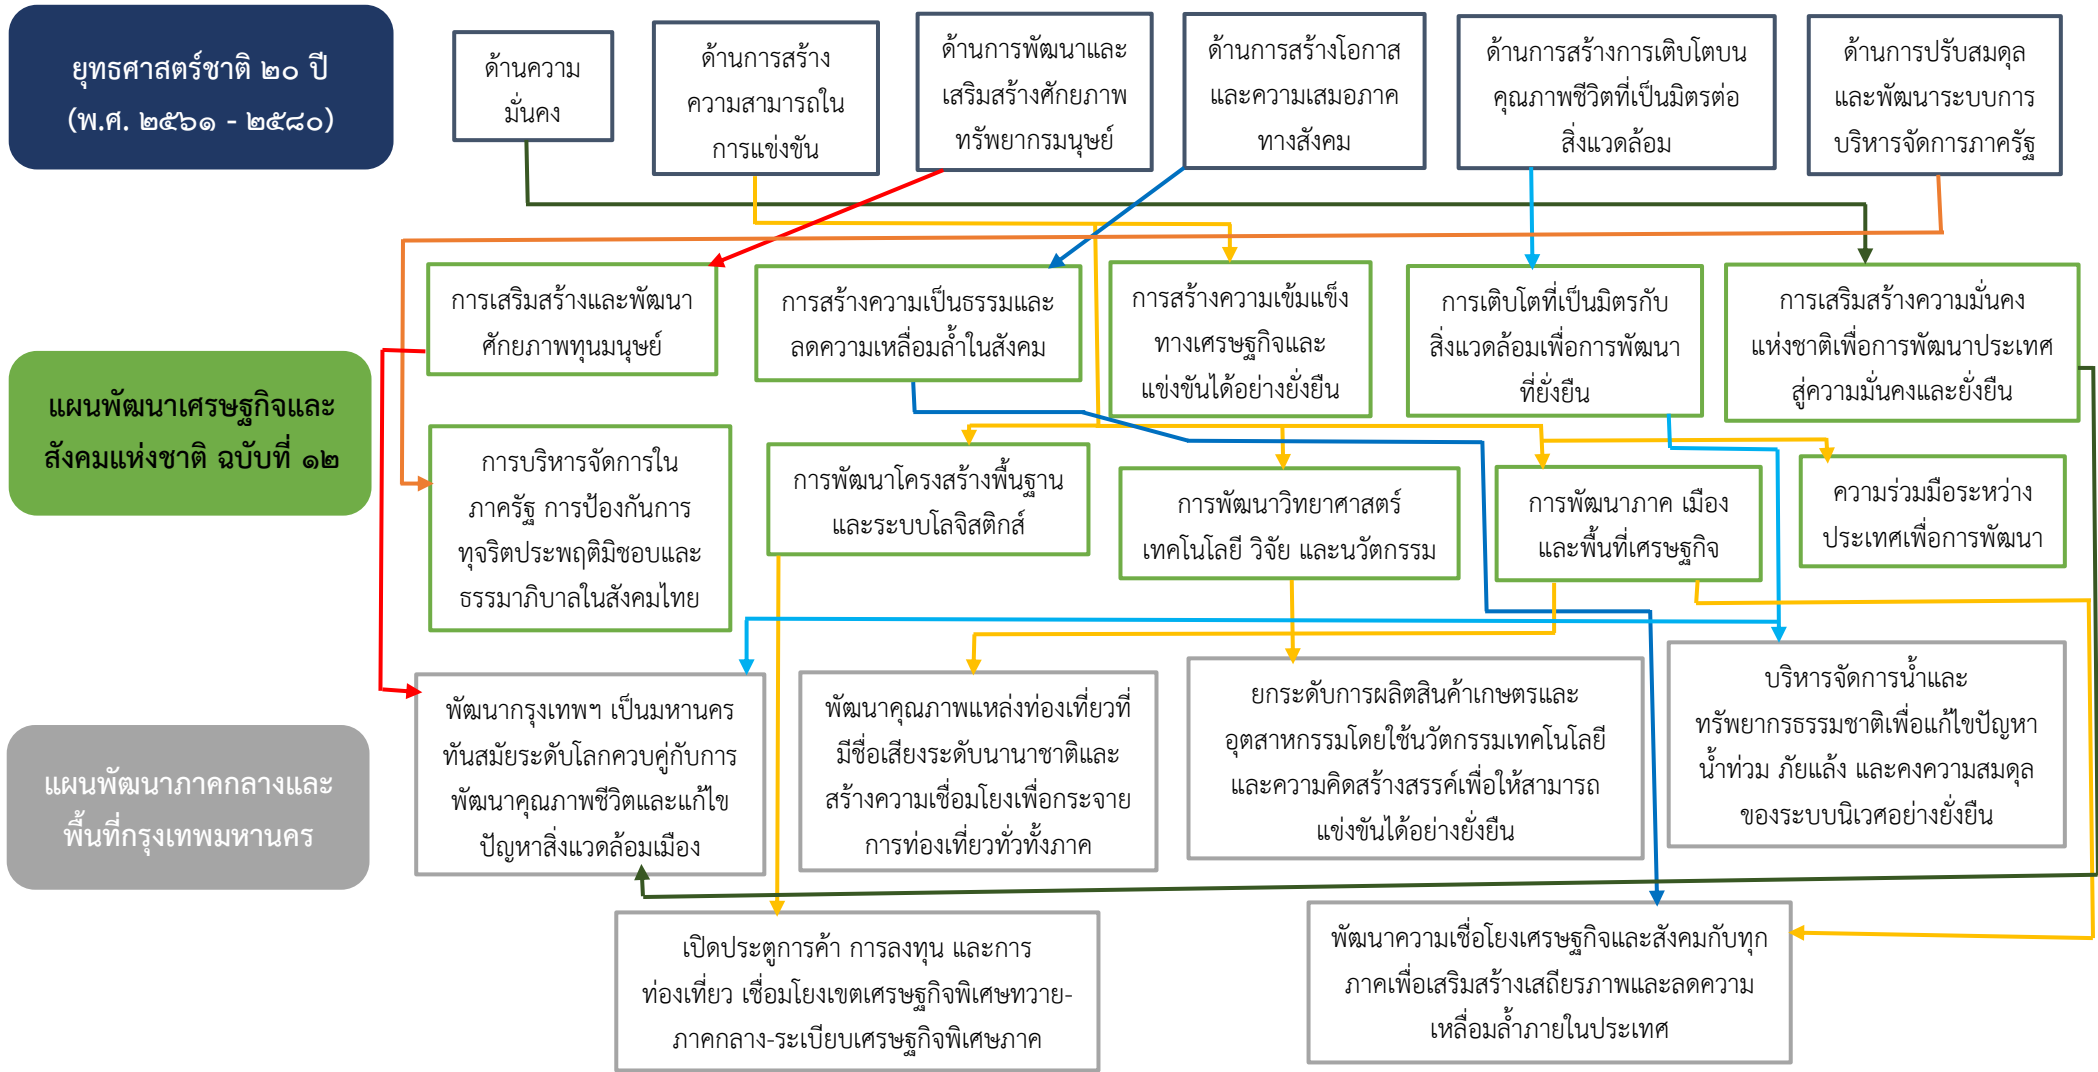 ยุทธศาสตร์ชาติ ๒๐ ปี
(พ.ศ. ๒๕๖๑ - ๒๕๘๐)
ด้านความ
มั่นคง
ด้านการสร้าง
ความสามารถใน
การแข่งขัน
ด้านการพัฒนาและ
เสริมสร้างศักยภาพ
ทรัพยากรมนุษย์
ด้านการสร้างโอกาส
และความเสมอภาค
ทางสังคม
ด้านการสร้างการเติบโตบน
คุณภาพชีวิตที่เป็นมิตรต่อ
สิ่งแวดล้อม
ด้านการปรับสมดุล
และพัฒนาระบบการ
บริหารจัดการภาครัฐ
แผนพัฒนาเศรษฐกิจและ
สังคมแห่งชาติ ฉบับที่ ๑๒
การเสริมสร้างและพัฒนา
ศักยภาพทุนมนุษย์
การสร้างความเป็นธรรมและ
ลดความเหลื่อมล้ำในสังคม
การสร้างความเข้มแข็ง
ทางเศรษฐกิจและ
แข่งขันได้อย่างยั่งยืน
การเติบโตที่เป็นมิตรกับ
สิ่งแวดล้อมเพื่อการพัฒนา
ที่ยั่งยืน
การเสริมสร้างความมั่นคง
แห่งชาติเพื่อการพัฒนาประเทศ
สู่ความมั่นคงและยั่งยืน
การบริหารจัดการใน
ภาครัฐ การป้องกันการ
ทุจริตประพฤติมิชอบและ
ธรรมาภิบาลในสังคมไทย
การพัฒนาโครงสร้างพื้นฐาน
และระบบโลจิสติกส์
การพัฒนาวิทยาศาสตร์
เทคโนโลยี วิจัย และนวัตกรรม
การพัฒนาภาค เมือง
และพื้นที่เศรษฐกิจ
ความร่วมมือระหว่าง
ประเทศเพื่อการพัฒนา
แผนพัฒนาภาคกลางและ
พื้นที่กรุงเทพมหานคร
พัฒนากรุงเทพฯ เป็นมหานคร
ทันสมัยระดับโลกควบคู่กับการ
พัฒนาคุณภาพชีวิตและแก้ไข
ปัญหาสิ่งแวดล้อมเมือง
พัฒนาคุณภาพแหล่งท่องเที่ยวที่
มีชื่อเสียงระดับนานาชาติและ
สร้างความเชื่อมโยงเพื่อกระจาย
การท่องเที่ยวทั่วทั้งภาค
ยกระดับการผลิตสินค้าเกษตรและ
อุตสาหกรรมโดยใช้นวัตกรรมเทคโนโลยี
และความคิดสร้างสรรค์เพื่อให้สามารถ
แข่งขันได้อย่างยั่งยืน
บริหารจัดการน้ำและ
ทรัพยากรธรรมชาติเพื่อแก้ไขปัญหา
น้ำท่วม ภัยแล้ง และคงความสมดุล
ของระบบนิเวศอย่างยั่งยืน
เปิดประตูการค้า การลงทุน และการ
ท่องเที่ยว เชื่อมโยงเขตเศรษฐกิจพิเศษทวาย-
ภาคกลาง-ระเบียบเศรษฐกิจพิเศษภาค
พัฒนาความเชื่อโยงเศรษฐกิจและสังคมกับทุก
ภาคเพื่อเสริมสร้างเสถียรภาพและลดความ
เหลื่อมล้ำภายในประเทศ